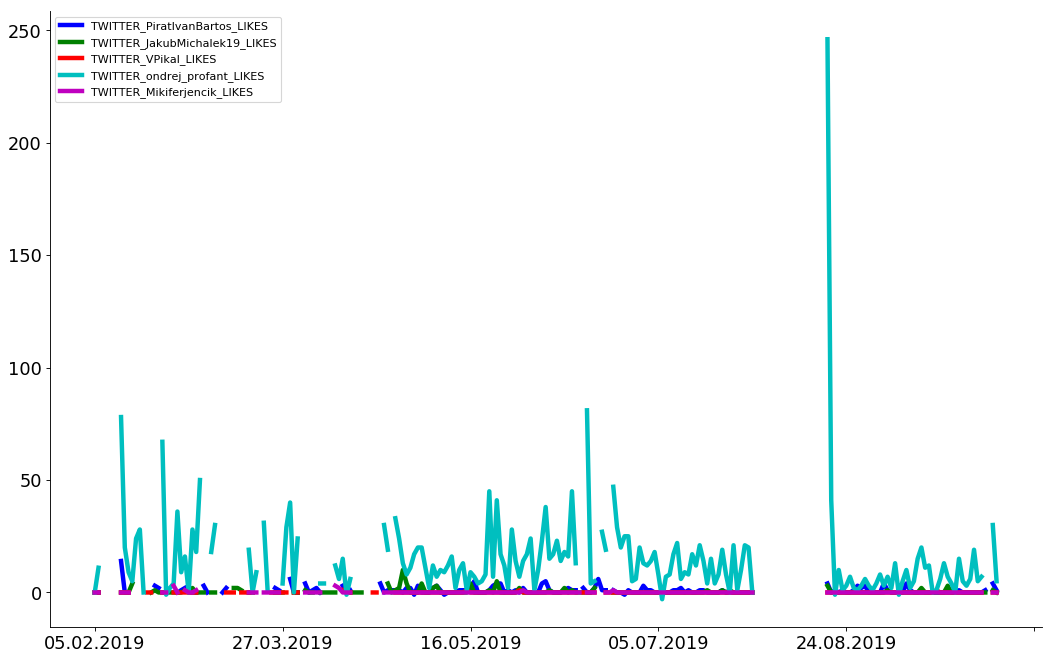 250
200
150
100
50
0
TWITTER_PiratIvanBartos_LIKES
TWITTER_JakubMichalek19_LIKES
TWITTER_VPikal_LIKES
TWITTER_ondrej_profant_LIKES
TWITTER_Mikiferjencik_LIKES
05.02.2019 27.03.2019 16.05.2019 05.07.2019 24.08.2019